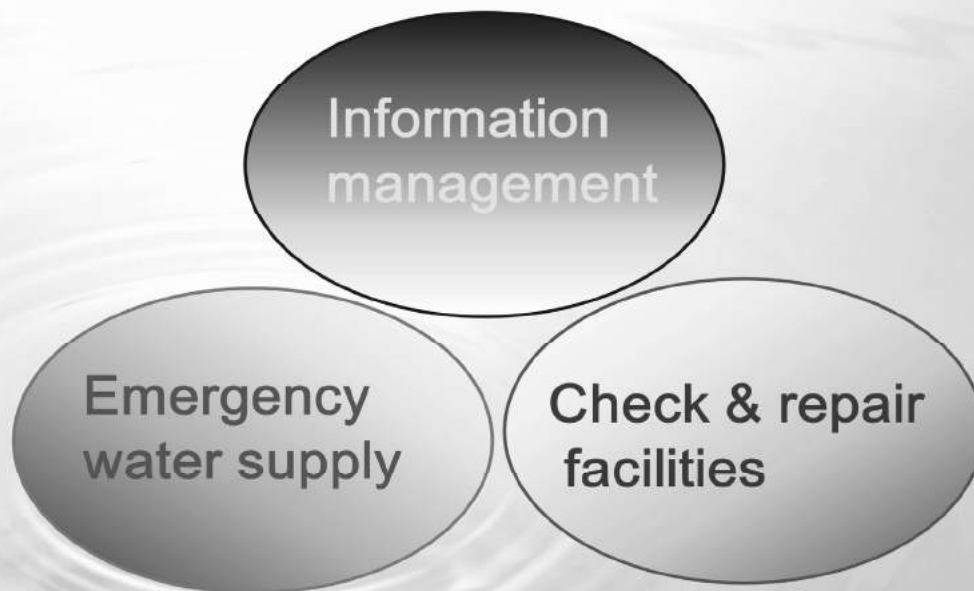 Information
management
Emergency
water supply
Check & repair
facilities